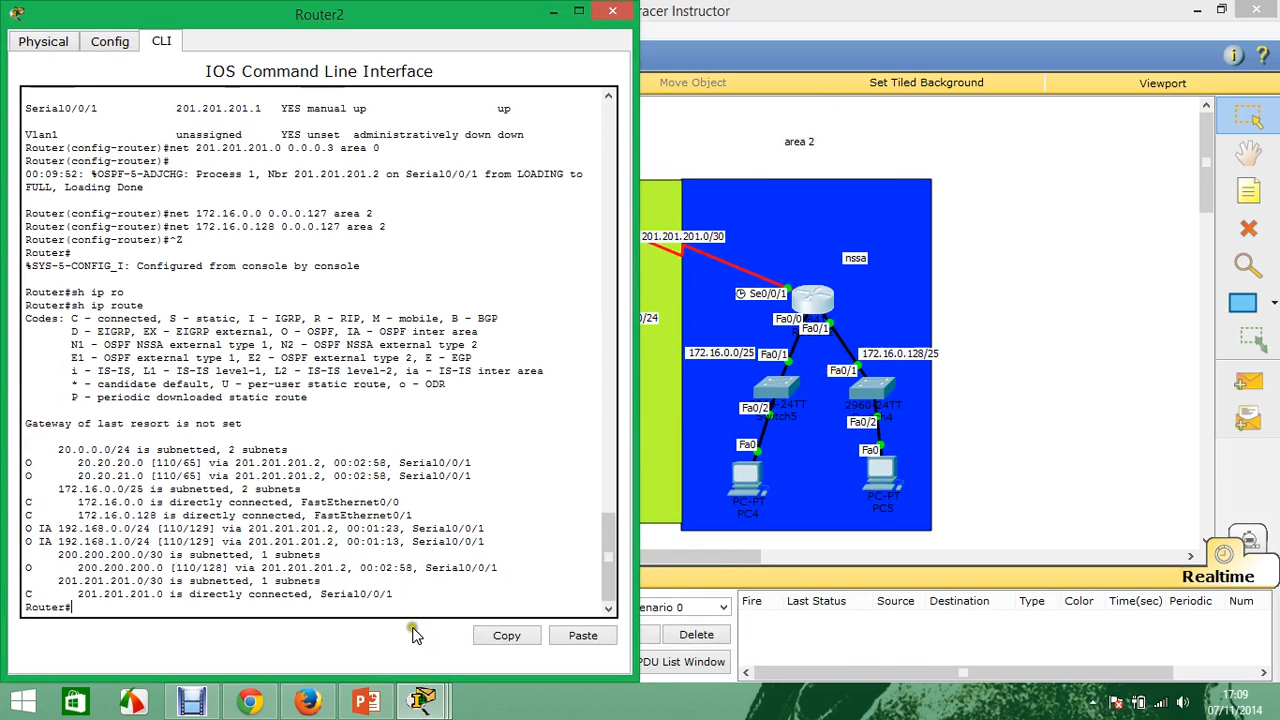 Router2
Physical Config CLI
IOS Command Line Interface
Serial0/0/1 201.201.201.1 YES manual up up
Vlan1 unassigned YES unset administratively down down
Router(config-router)#net 201.201.201.0 0.0.0.3 area 0
Router(config-router)#
00:09:52: %OSPF-5-ADJCHG: Process 1, Nbr 201.201.201.2 on Serial0/0/1 from LOADING to
FULL, Loading Done
Router(config-router)#net 172.16.0.0 0.0.0.127 area 2
Router(config-router)#net 172.16.0.128 0.0.0.127 area 2
Router(config-router)#^Z
Router#
%SYS-5-CONFIG_I: Configured from console by console
Router#sh ip ro
Router#sh ip route
Codes: C - connected, S - static, I - IGRP, R - RIP, M - mobile, B - BGP
D - EIGRP, EX - EIGRP external, O - OSPF, IA - OSPF inter area
N1 - OSPF NSSA external type 1, N2 - OSPF NSSA external type 2
E1 - OSPF external type 1, E2 - OSPF external type 2, E - EGP
i - IS-IS, L1 - IS-IS level-1, L2 - IS-IS level-2, ia - IS-IS inter area
* - candidate default, U - per-user static route, o - ODR
P - periodic downloaded static route
Gateway of last resort is not set
20.0.0.0/24 is subnetted, 2 subnets
O 20.20.20.0 [110/65] via 201.201.201.2, 00:02:58, Serial0/0/1
O 20.20.21.0 [110/65] via 201.201.201.2, 00:02:58, Serial0/0/1
172.16.0.0/25 is subnetted, 2 subnets
C 172.16.0.0 is directly connected, FastEthernet0/0
C 172.16.0.128 is directly connected, FastEthernet0/1
O IA 192.168.0.0/24 [110/129] via 201.201.201.2, 00:01:23, Serial0/0/1
O IA 192.168.1.0/24 [110/129] via 201.201.201.2, 00:01:13, Serial0/0/1
200.200.200.0/30 is subnetted, 1 subnets
O 200.200.200.0 [110/128] via 201.201.201.2, 00:02:58, Serial0/0/1
201.201.201.0/30 is subnetted, 1 subnets
C 201.201.201.0 is directly connected, Serial0/0/1
Router#
Copy Paste
racer Instructor
Move Object Set Tiled Background Viewport
area 2
201.201.201.0/30
nssa
Se0/0/1
Fa0/0
Fa0/1
0/24
172.16.0.0/25 Fa0/1
172.16.0.128/25
Fa0/1
-24TT
2960-24TT
Fa0/2
Fa0/2
Fa0
Fa0
PC-PT
PC4
PC-PT
PC5
Realtime
enario 0
Delete
PDU List Window
Fire Last Status Source Destination Type Color Time(sec) Periodic Num
17:09
07/11/2014